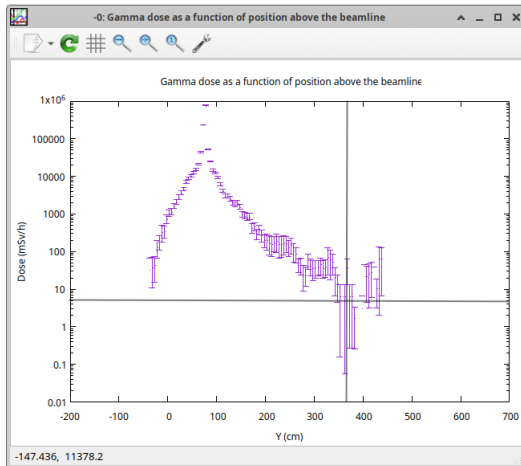 -0: Gamma dose as a function of position above the beamline
Gamma dose as a function of position above the beamline
1x10⁶
100000
10000
1000
100
10
1
0.1
0.01
Dose (mSv/h)
-200 -100 0 100 200 300 400 500 600 700
Y (cm)
-147.436, 11378.2